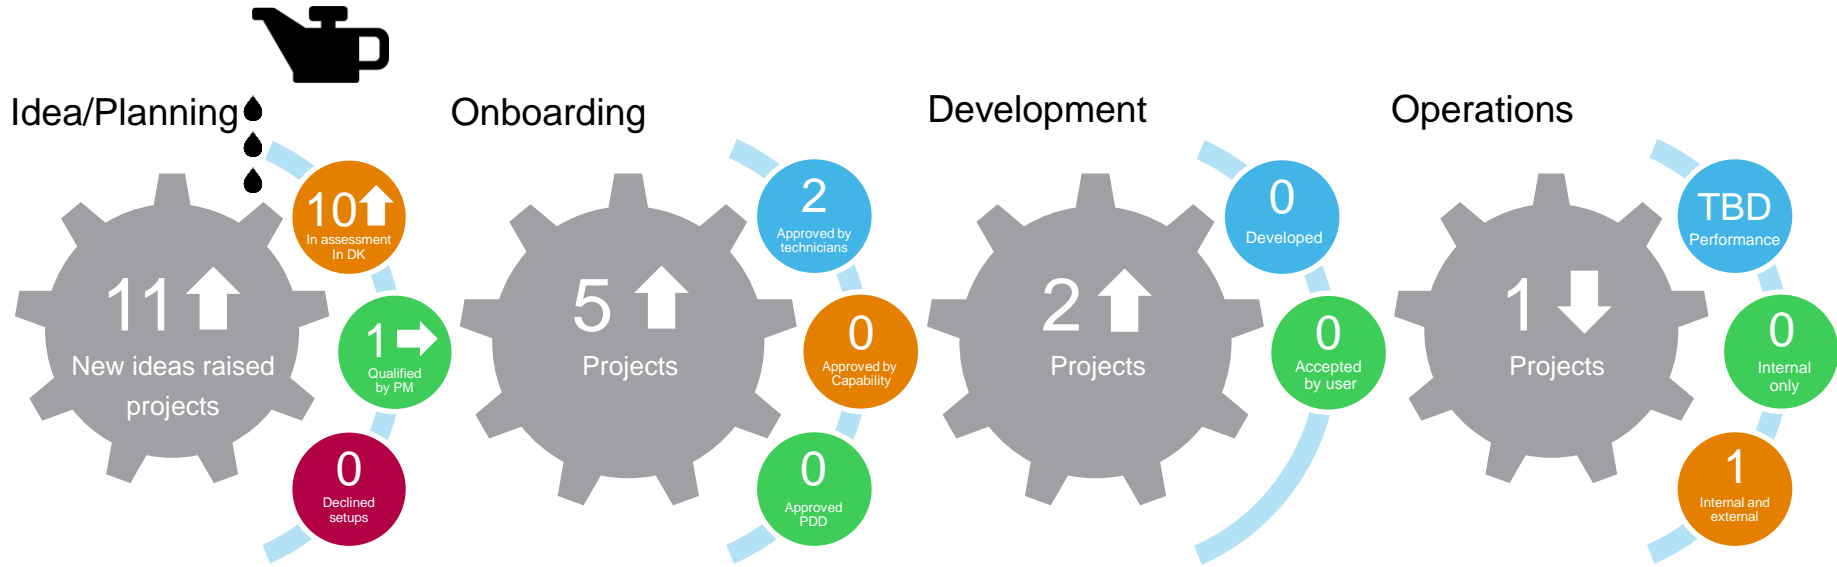 Idea/Planning
11
New ideas raised
projects
10
In assessment
In DK
1
Qualified
by PM
0
Declined
setups
Onboarding
5
Projects
2
Approved by
technicians
0
Approved by
Capability
0
Approved
PDD
Development
2
Projects
0
Developed
0
Accepted
by user
Operations
1
Projects
TBD
Performance
0
Internal
only
1
Internal and
external